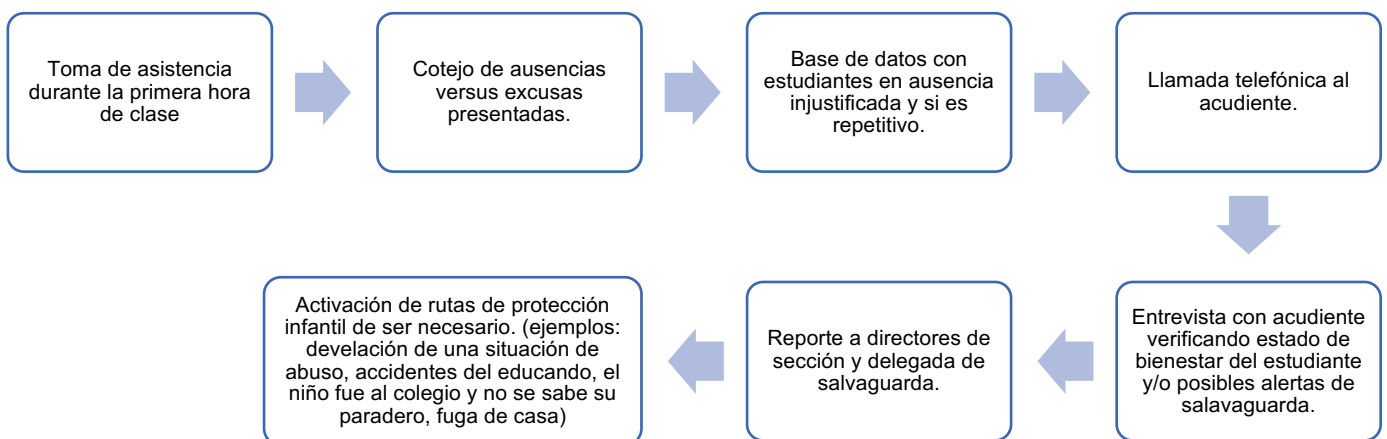 Toma de asistencia
durante la primera hora
de clase
Cotejo de ausencias
versus excusas
presentadas.
Base de datos con
estudiantes en ausencia
injustificada y si es
repetitivo.
Llamada telefónica al
acudiente.
Entrevista con acudiente
verificando estado de
bienestar del estudiante
y/o posibles alertas de
salavaguarda.
Reporte a directores de
sección y delegada de
salvaguarda.
Activación de rutas de protección
infantil de ser necesario. (ejemplos:
develación de una situación de
abuso, accidentes del educando, el
niño fue al colegio y no se sabe su
paradero, fuga de casa)